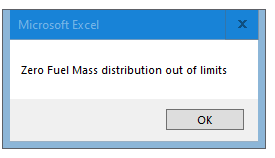 Microsoft Excel
Zero Fuel Mass distribution out of limits
OK